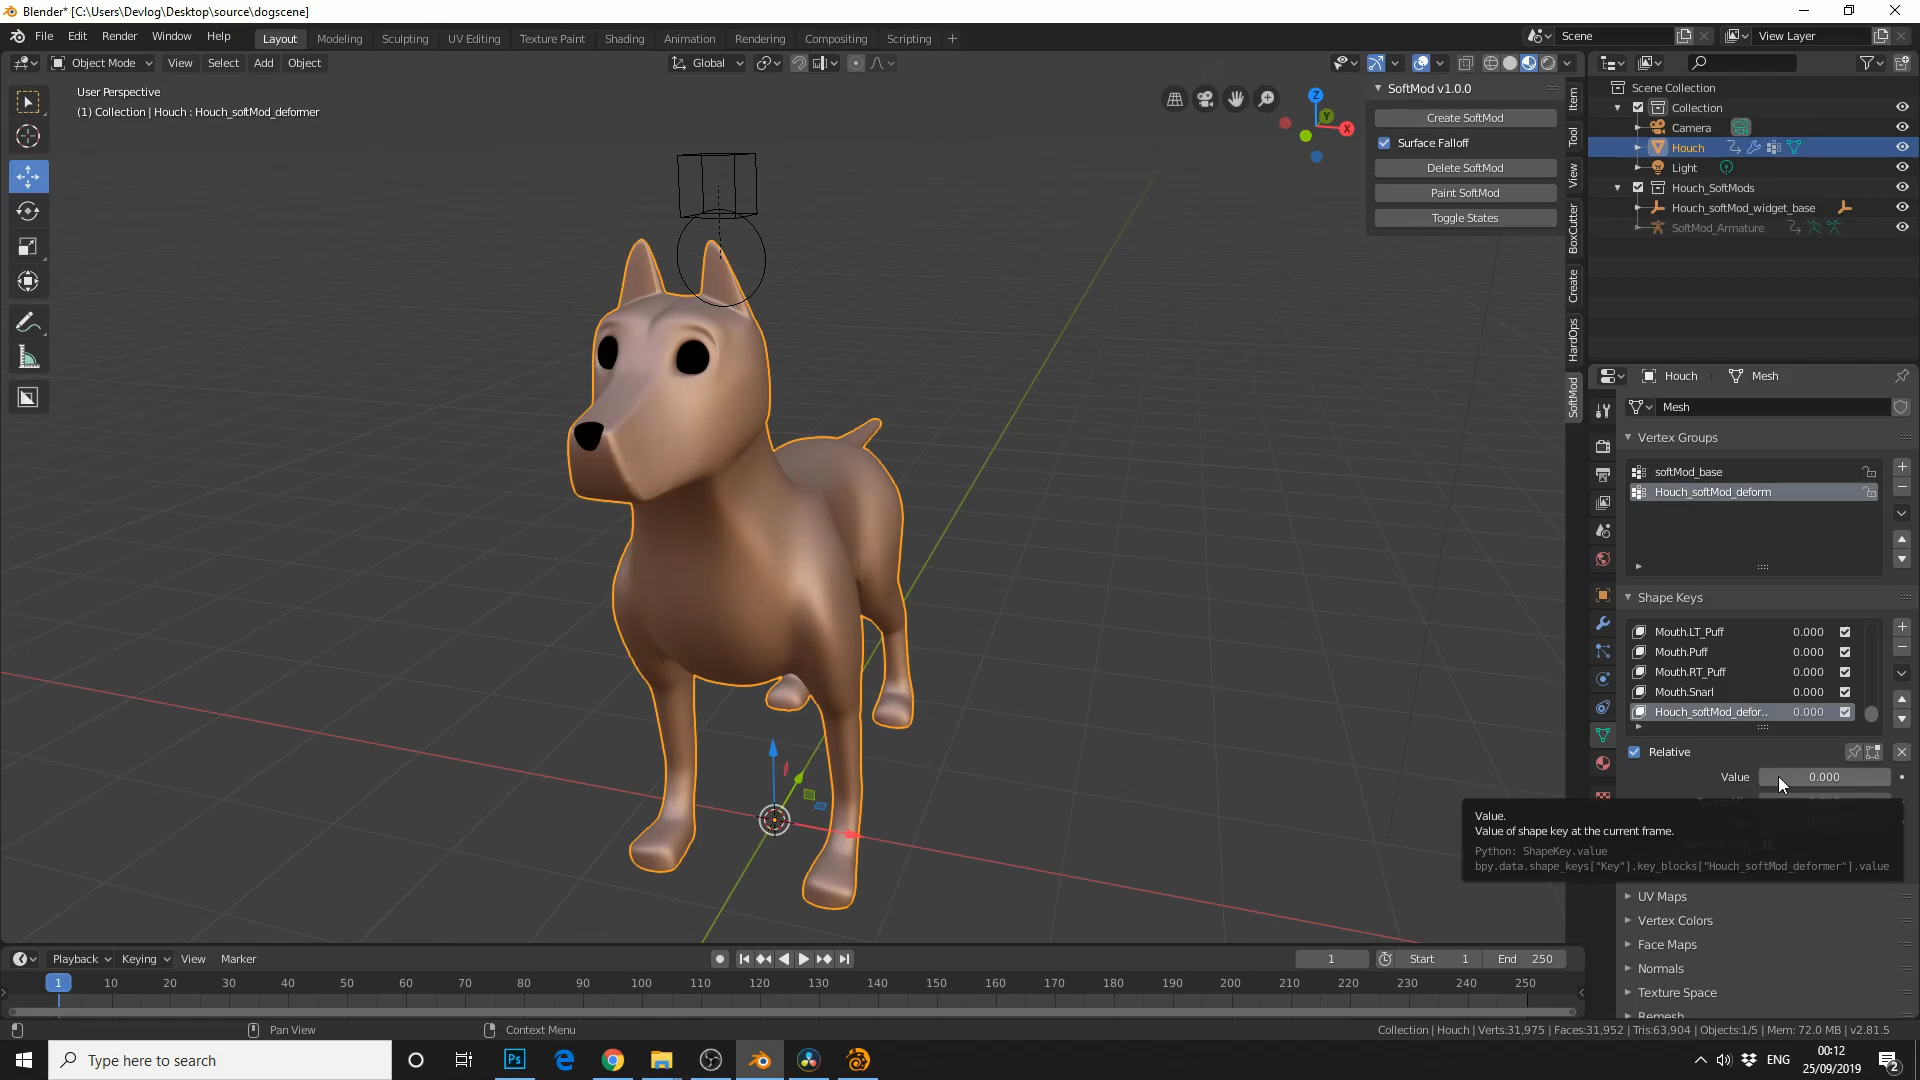 Blender* [C:\Users\Devlog\Desktop\source\dogscene]
File Edit Render Window Help Layout Modeling Sculpting UV Editing Texture Paint Shading Animation Rendering Compositing Scripting + Scene View Layer
Object Mode View Select Add Object Global
User Perspective
(1) Collection | Houch : Houch_softMod_deformer
Z
Y
X
SoftMod v1.0.0
Create SoftMod
Surface Falloff
Delete SoftMod
Paint SoftMod
Toggle States
Item
Tool
View
BoxCutter
Create
HardOps
SoftMod
Scene Collection
Collection
Camera
Houch
Light
Houch_SoftMods
Houch_softMod_widget_base
SoftMod_Armature
Houch Mesh
Mesh
Vertex Groups
softMod_base
Houch_softMod_deform
Shape Keys
Mouth.LT_Puff 0.000
Mouth.Puff 0.000
Mouth.RT_Puff 0.000
Mouth.Snarl 0.000
Houch_softMod_defor.. 0.000
Relative
Value 0.000
Value.
Value of shape key at the current frame.
Python: ShapeKey.value
bpy.data.shape_keys["Key"].key_blocks["Houch_softMod_deformer"].value
UV Maps
Vertex Colors
Face Maps
Normals
Texture Space
Remesh
Playback Keying View Marker 1 Start 1 End 250
1 10 20 30 40 50 60 70 80 90 100 110 120 130 140 150 160 170 180 190 200 210 220 230 240 250
Pan View Context Menu Collection | Houch | Verts:31,975 | Faces:31,952 | Tris:63,904 | Objects:1/5 | Mem: 72.0 MB | v2.81.5
Type here to search
Ps
ENG
00:12
25/09/2019
2